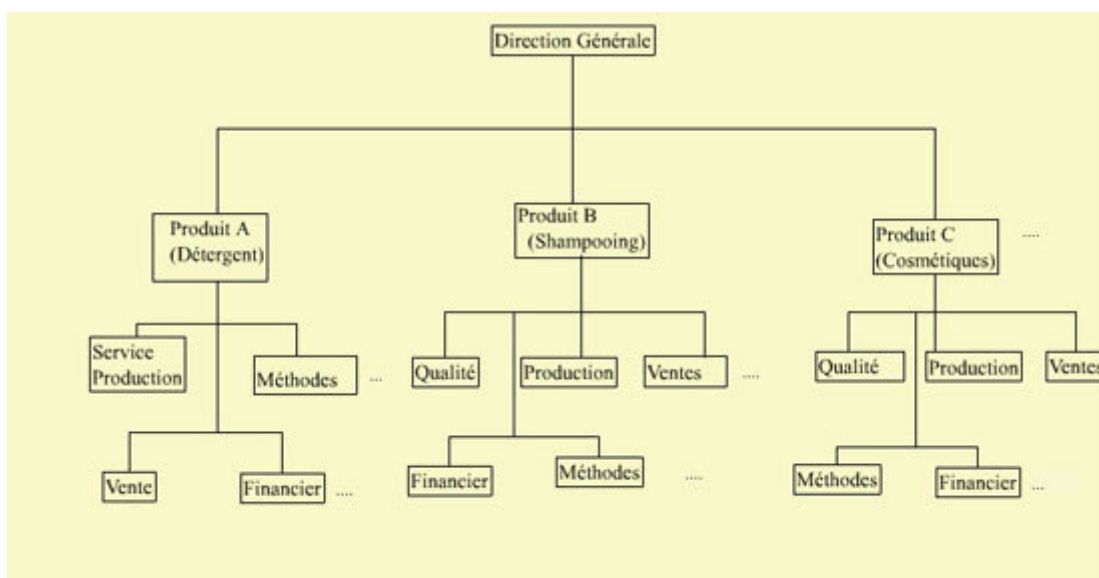 Direction Générale
Produit A
(Détergent)
Produit B
(Shampooing)
Produit C
(Cosmétiques)
....
Service
Production
Méthodes
...
Qualité
Production
Ventes
....
Qualité
Production
Ventes
Vente
Financier
....
Financier
Méthodes
....
Méthodes
Financier
...